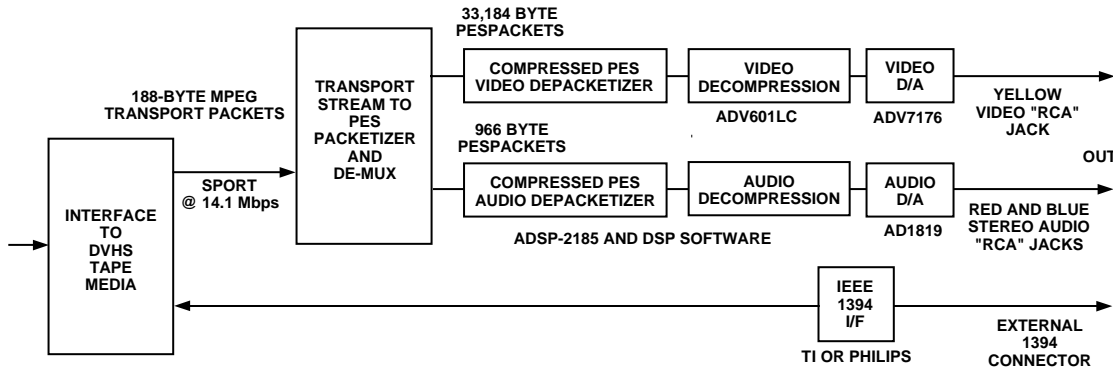 33,184 BYTE
PESPACKETS
188-BYTE MPEG
TRANSPORT PACKETS
TRANSPORT
STREAM TO
PES
PACKETIZER
AND
DE-MUX
COMPRESSED PES
VIDEO DEPACKETIZER
VIDEO
DECOMPRESSION
ADV601LC
VIDEO
D/A
ADV7176
YELLOW
VIDEO "RCA"
JACK
966 BYTE
PESPACKETS
OUT
SPORT
@ 14.1 Mbps
COMPRESSED PES
AUDIO DEPACKETIZER
AUDIO
DECOMPRESSION
AUDIO
D/A
AD1819
RED AND BLUE
STEREO AUDIO
"RCA" JACKS
ADSP-2185 AND DSP SOFTWARE
INTERFACE
TO
DVHS
TAPE
MEDIA
IEEE
1394
I/F
TI OR PHILIPS
EXTERNAL
1394
CONNECTOR